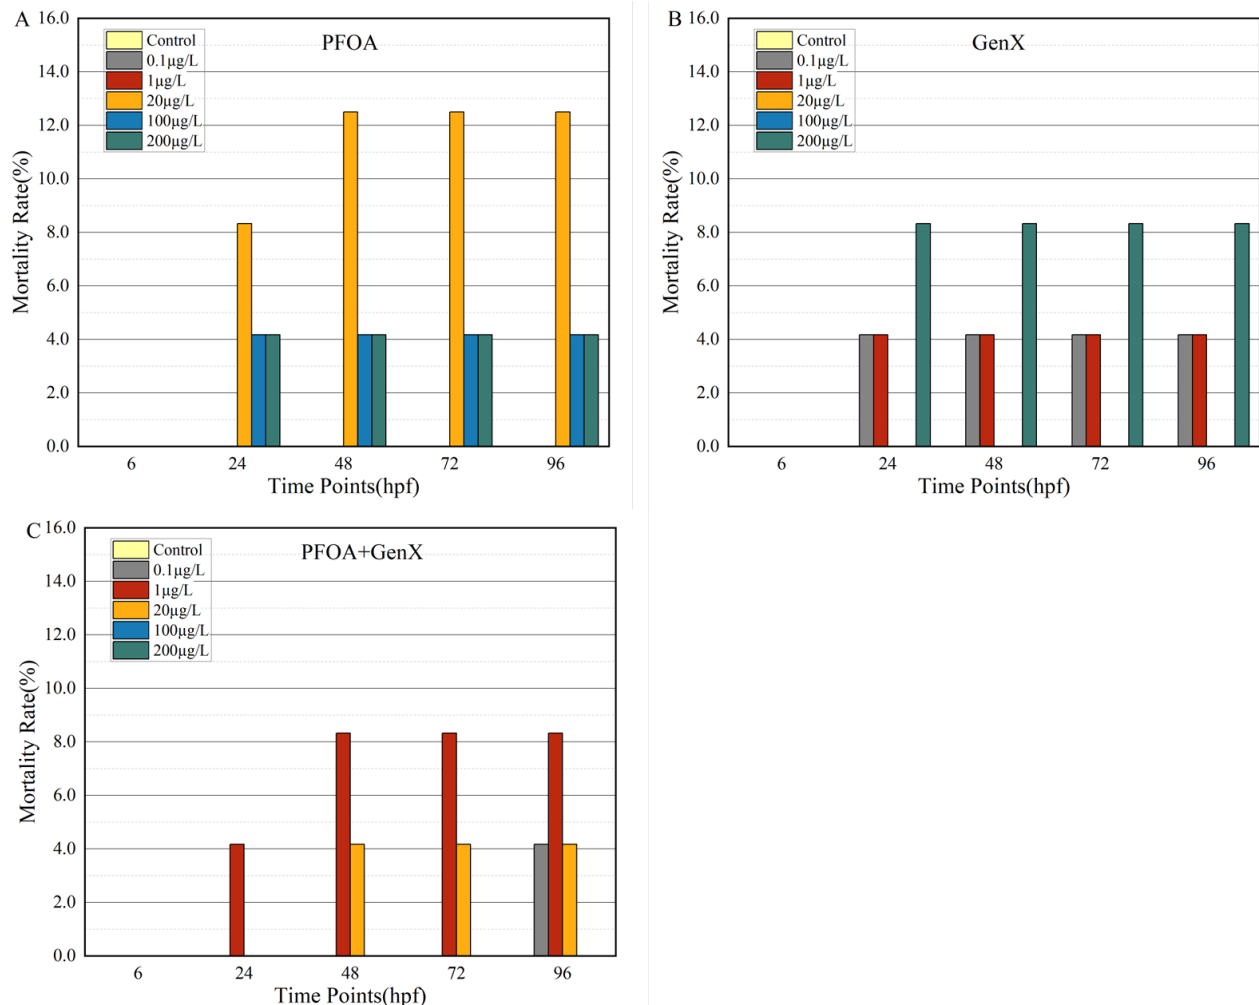 A
PFOA
Control
0.1μg/L
1μg/L
20μg/L
100μg/L
200μg/L
16.0
14.0
12.0
10.0
8.0
6.0
4.0
2.0
0.0
Mortality Rate(%)
6 24 48 72 96
Time Points(hpf)
B
GenX
Control
0.1μg/L
1μg/L
20μg/L
100μg/L
200μg/L
16.0
14.0
12.0
10.0
8.0
6.0
4.0
2.0
0.0
Mortality Rate(%)
6 24 48 72 96
Time Points(hpf)
C
PFOA+GenX
Control
0.1μg/L
1μg/L
20μg/L
100μg/L
200μg/L
16.0
14.0
12.0
10.0
8.0
6.0
4.0
2.0
0.0
Mortality Rate(%)
6 24 48 72 96
Time Points(hpf)